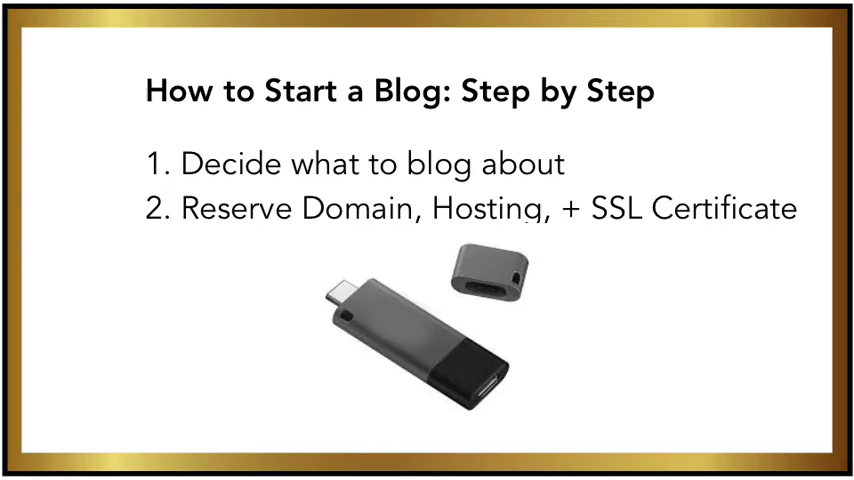 How to Start a Blog: Step by Step
1. Decide what to blog about
2. Reserve Domain, Hosting, + SSL Certificate